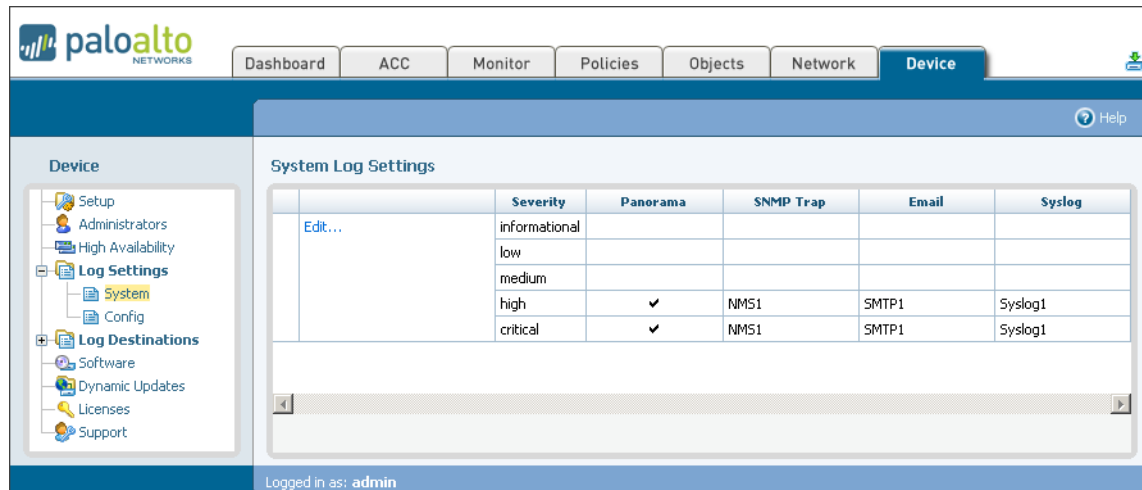 paloalto
NETWORKS
Dashboard ACC Monitor Policies Objects Network Device
Help
Device
Setup
Administrators
High Availability
Log Settings
System
Config
Log Destinations
Software
Dynamic Updates
Licenses
Support
System Log Settings
Severity Panorama SNMP Trap Email Syslog
Edit... informational
low
medium
high ✔ NMS1 SMTP1 Syslog1
critical ✔ NMS1 SMTP1 Syslog1
Logged in as: admin